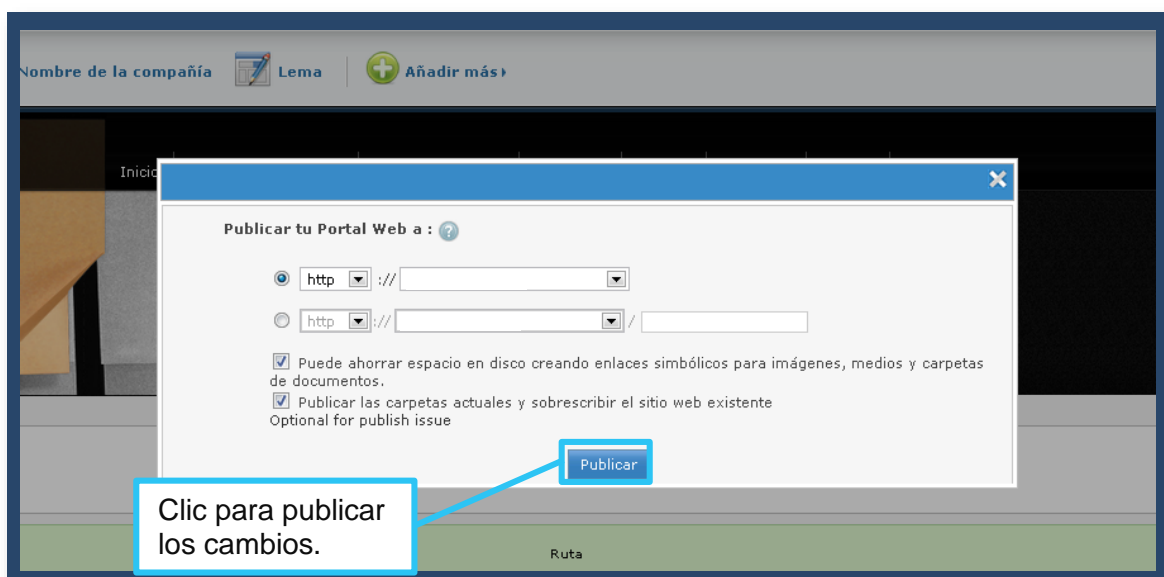 Nombre de la compañía Lema Añadir más
Inicio
Publicar tu Portal Web a : ?
http ://
http :// /
Puede ahorrar espacio en disco creando enlaces simbólicos para imágenes, medios y carpetas
de documentos.
Publicar las carpetas actuales y sobrescribir el sitio web existente
Optional for publish issue
Publicar
Clic para publicar
los cambios.
Ruta